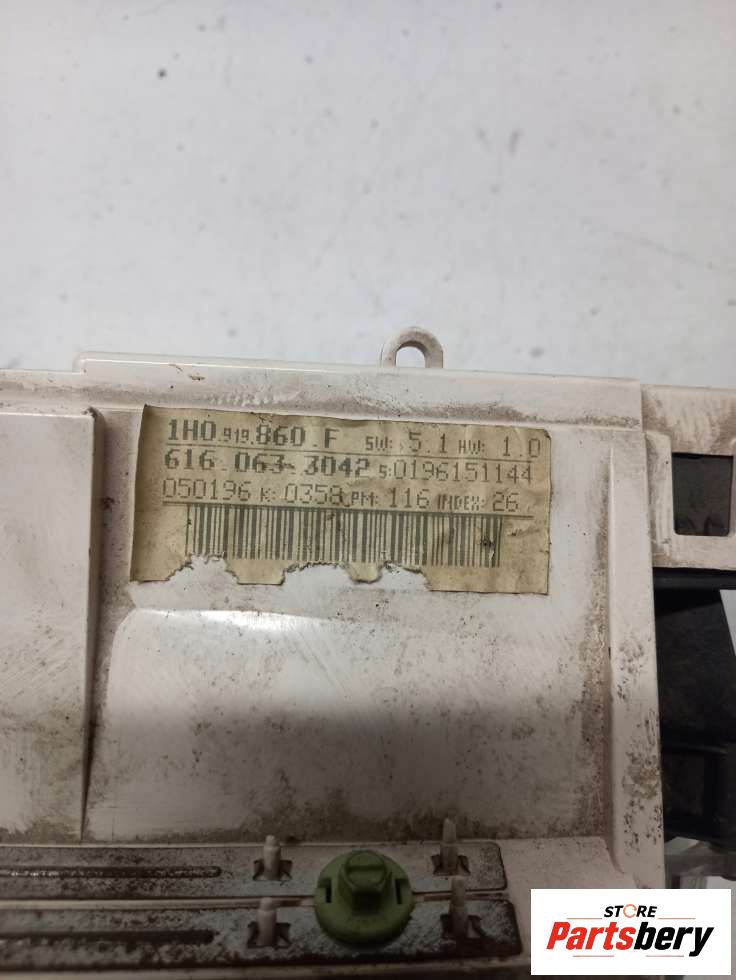 1H0.919.860.F SW: 5.1 HW: 1.0
616.063-3042 S:0196151144
050196 K: 0358 PM: 116 INDEX: 26
STORE
Partsbery